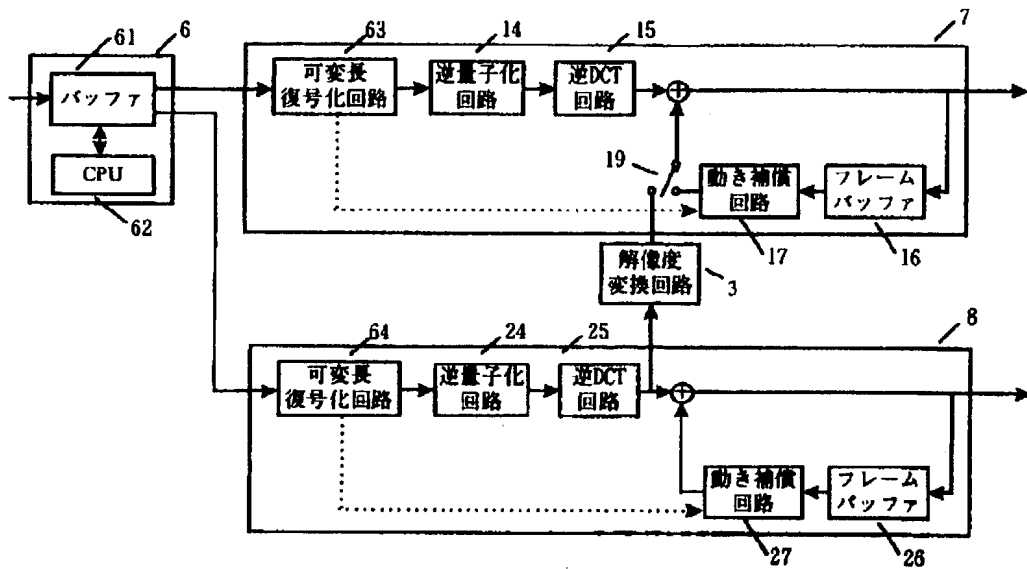 61
6
バッファ
CPU
62
63
14
15
7
可変長
復号化回路
逆量子化
回路
逆DCT
回路
19
動き補償
回路
フレーム
バッファ
17
16
解像度
変換回路
3
64
24
25
8
可変長
復号化回路
逆量子化
回路
逆DCT
回路
動き補償
回路
フレーム
バッファ
27
26